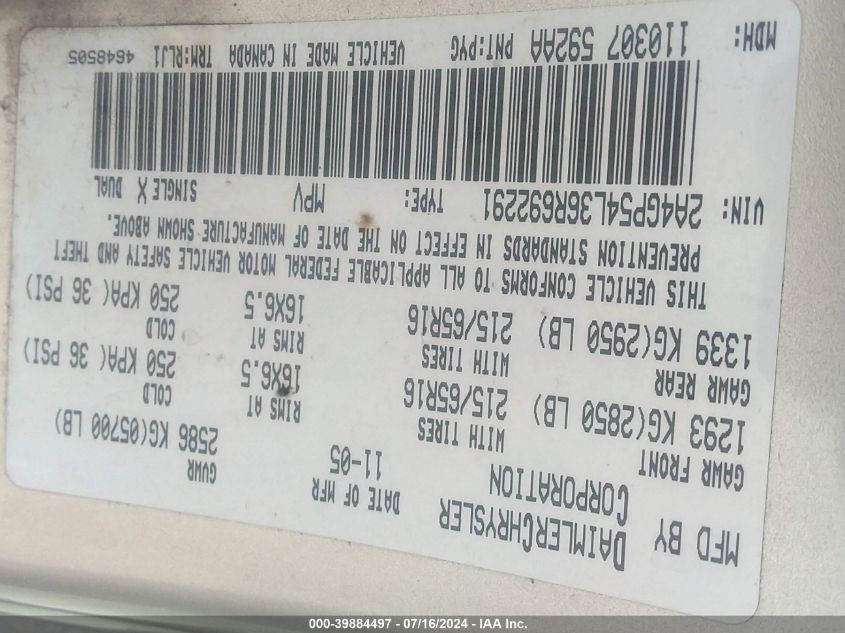 MFD BY DAIMLERCHRYSLER CORPORATION
DATE OF MFR 11-05
GVWR 2586 KG(05700 LB)
GAWR FRONT WITH TIRES RIMS AT COLD
1293 KG(2850 LB) 215/65R16 16X6.5 250 KPA( 36 PSI)
GAWR REAR WITH TIRES RIMS AT COLD
1339 KG(2950 LB) 215/65R16 16X6.5 250 KPA( 36 PSI)
THIS VEHICLE CONFORMS TO ALL APPLICABLE FEDERAL MOTOR VEHICLE SAFETY AND THEFT
PREVENTION STANDARDS IN EFFECT ON THE DATE OF MANUFACTURE SHOWN ABOVE.
VIN: 2A4GP54L36R692291 TYPE: MPV SINGLE X DUAL
MDH: 110307 592AA PNT:PYG VEHICLE MADE IN CANADA TRM:RLJ1 4648505
000-39884497 - 07/16/2024 - IAA Inc.